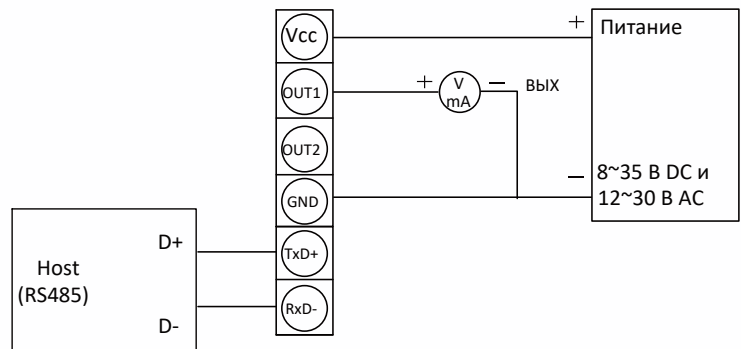 Vcc
+
Питание
OUT1
+
V
mA
−
ВЫХ
OUT2
−
8~35 В DC и
12~30 В AC
GND
D+
TxD+
Host
(RS485)
D-
RxD-